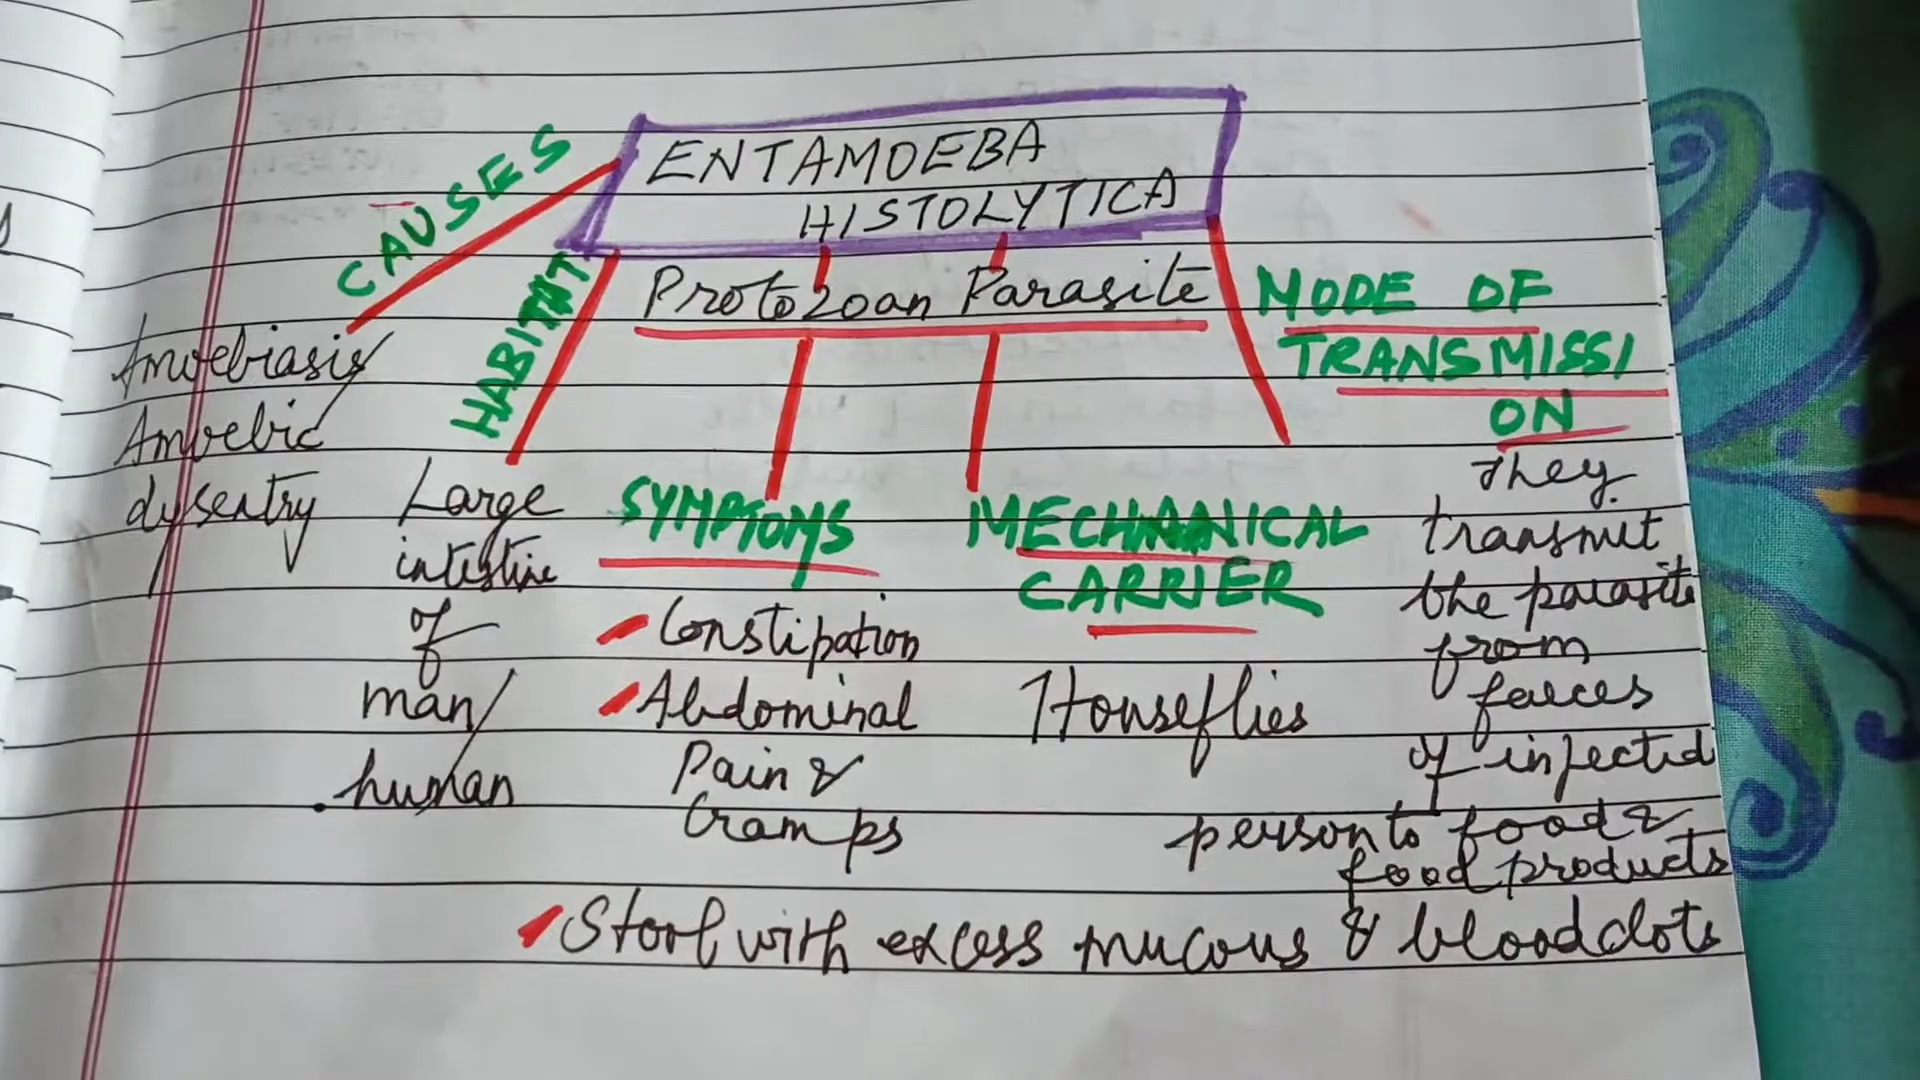 ENTAMOEBA
HISTOLYTICA
Protozoan Parasite
CAUSES
Amoebiasis/
Amoebic
dysentry
HABITAT
Large
intestine
of
man/
human
SYMPTOMS
Constipation
Abdominal
Pain &
Cramps
Stool with excess mucous & blood clots
MECHANICAL
CARRIER
Houseflies
MODE OF
TRANSMISSI
ON
They
transmit
the parasite
from
faeces
of infected
person to food &
food products